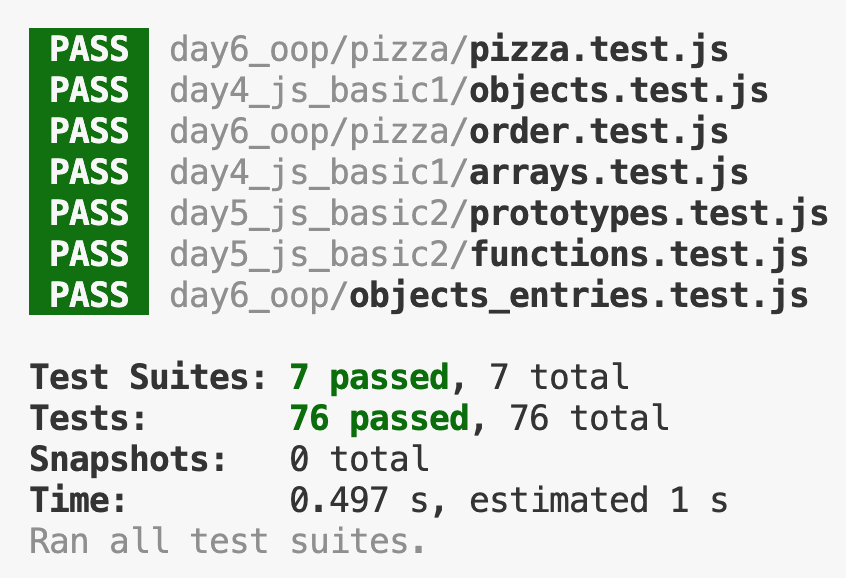 PASS day6_oop/pizza/pizza.test.js
PASS day4_js_basic1/objects.test.js
PASS day6_oop/pizza/order.test.js
PASS day4_js_basic1/arrays.test.js
PASS day5_js_basic2/prototypes.test.js
PASS day5_js_basic2/functions.test.js
PASS day6_oop/objects_entries.test.js
Test Suites: 7 passed, 7 total
Tests: 76 passed, 76 total
Snapshots: 0 total
Time: 0.497 s, estimated 1 s
Ran all test suites.